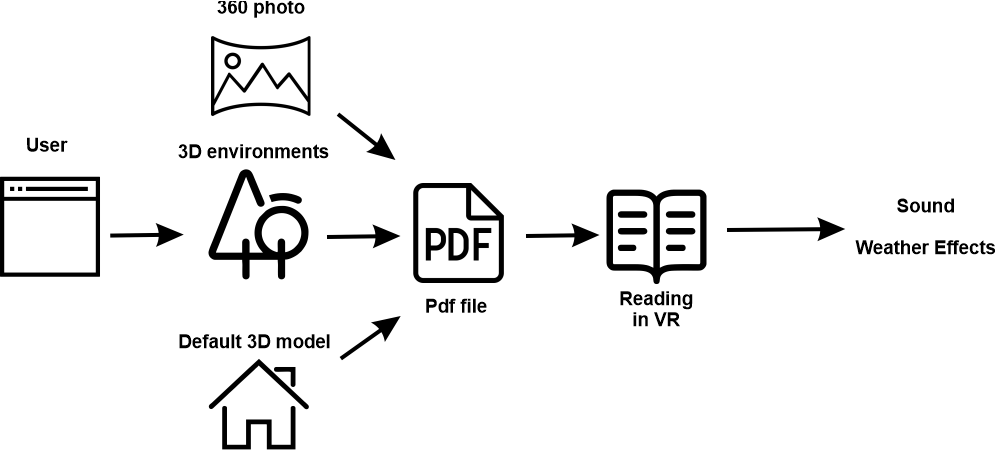 360 photo
User
3D environments
PDF
Pdf file
Default 3D model
Reading
in VR
Sound
Weather Effects